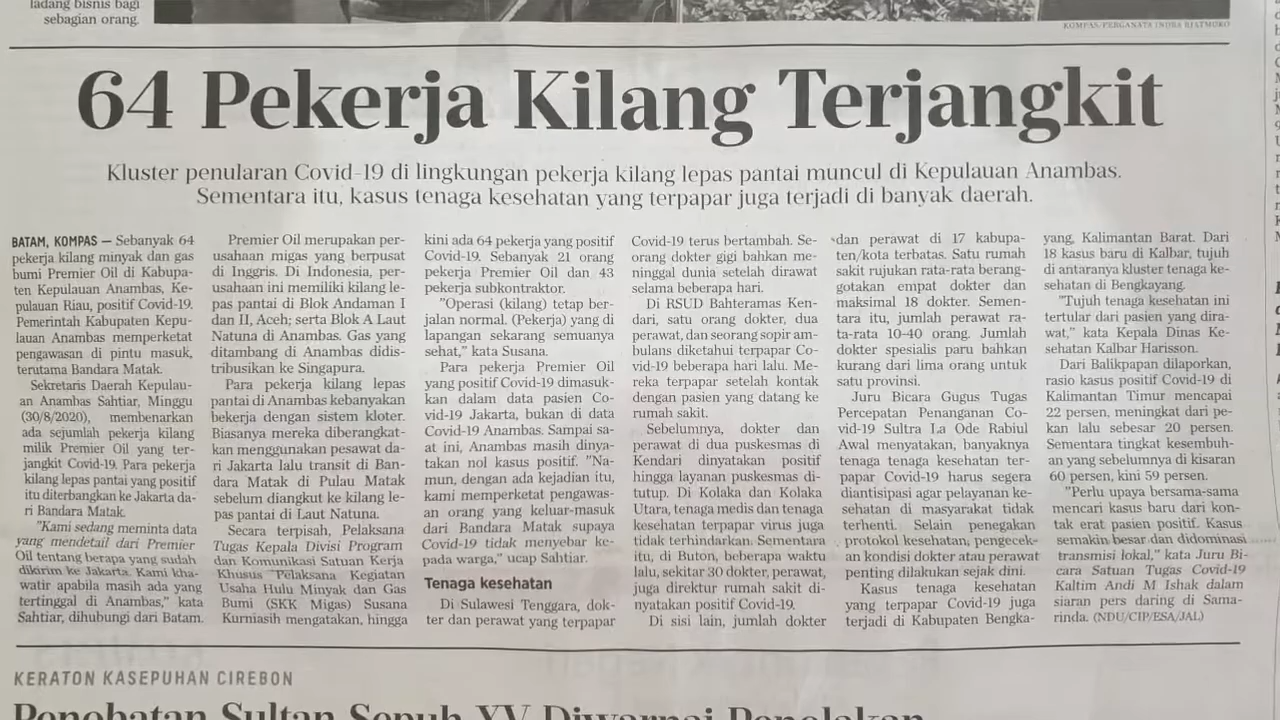 ladang bisnis bagi
sebagian orang.
KOMPAS/PERGANATA INDRA RIATMOKO
64 Pekerja Kilang Terjangkit
Kluster penularan Covid-19 di lingkungan pekerja kilang lepas pantai muncul di Kepulauan Anambas.
Sementara itu, kasus tenaga kesehatan yang terpapar juga terjadi di banyak daerah.
BATAM, KOMPAS — Sebanyak 64
pekerja kilang minyak dan gas
bumi Premier Oil di Kabupa-
ten Kepulauan Anambas, Ke-
pulauan Riau, positif Covid-19.
Pemerintah Kabupaten Kepu-
lauan Anambas memperketat
pengawasan di pintu masuk,
terutama Bandara Matak.
Sekretaris Daerah Kepulau-
an Anambas Sahtiar, Minggu
(30/8/2020), membenarkan
ada sejumlah pekerja kilang
milik Premier Oil yang ter-
jangkit Covid-19. Para pekerja
kilang lepas pantai yang positif
itu diterbangkan ke Jakarta da-
ri Bandara Matak.
"Kami sedang meminta data
yang mendetail dari Premier
Oil tentang berapa yang sudah
dikirim ke Jakarta. Kami kha-
watir apabila masih ada yang
tertinggal di Anambas," kata
Sahtiar, dihubungi dari Batam.
Premier Oil merupakan per-
usahaan migas yang berpusat
di Inggris. Di Indonesia, per-
usahaan ini memiliki kilang le-
pas pantai di Blok Andaman I
dan II, Aceh; serta Blok A Laut
Natuna di Anambas. Gas yang
ditambang di Anambas didis-
tribusikan ke Singapura.
Para pekerja kilang lepas
pantai di Anambas kebanyakan
bekerja dengan sistem kloter.
Biasanya mereka diberangkat-
kan menggunakan pesawat da-
ri Jakarta lalu transit di Ban-
dara Matak di Pulau Matak
sebelum diangkut ke kilang le-
pas pantai di Laut Natuna.
Secara terpisah, Pelaksana
Tugas Kepala Divisi Program
dan Komunikasi Satuan Kerja
Khusus Pelaksana Kegiatan
Usaha Hulu Minyak dan Gas
Bumi (SKK Migas) Susana
Kurniasih mengatakan, hingga
kini ada 64 pekerja yang positif
Covid-19. Sebanyak 21 orang
pekerja Premier Oil dan 43
pekerja subkontraktor.
"Operasi (kilang) tetap ber-
jalan normal. (Pekerja) yang di
lapangan sekarang semuanya
sehat," kata Susana.
Para pekerja Premier Oil
yang positif Covid-19 dimasuk-
kan dalam data pasien Co-
vid-19 Jakarta, bukan di data
Covid-19 Anambas. Sampai sa-
at ini, Anambas masih dinya-
takan nol kasus positif. "Na-
mun, dengan ada kejadian itu,
kami memperketat pengawas-
an orang yang keluar-masuk
dari Bandara Matak supaya
Covid-19 tidak menyebar ke-
pada warga," ucap Sahtiar.
Tenaga kesehatan
Di Sulawesi Tenggara, dok-
ter dan perawat yang terpapar
Covid-19 terus bertambah. Se-
orang dokter gigi bahkan me-
ninggal dunia setelah dirawat
selama beberapa hari.
Di RSUD Bahteramas Ken-
dari, satu orang dokter, dua
perawat, dan seorang sopir am-
bulans diketahui terpapar Co-
vid-19 beberapa hari lalu. Me-
reka terpapar setelah kontak
dengan pasien yang datang ke
rumah sakit.
Sebelumnya, dokter dan
perawat di dua puskesmas di
Kendari dinyatakan positif
hingga layanan puskesmas di-
tutup. Di Kolaka dan Kolaka
Utara, tenaga medis dan tenaga
kesehatan terpapar virus juga
tidak terhindarkan. Sementara
itu, di Buton, beberapa waktu
lalu, sekitar 30 dokter, perawat,
juga direktur rumah sakit di-
nyatakan positif Covid-19.
Di sisi lain, jumlah dokter
dan perawat di 17 kabupa-
ten/kota terbatas. Satu rumah
sakit rujukan rata-rata berang-
gotakan empat dokter dan
maksimal 18 dokter. Semen-
tara itu, jumlah perawat ra-
ta-rata 10-40 orang. Jumlah
dokter spesialis paru bahkan
kurang dari lima orang untuk
satu provinsi.
Juru Bicara Gugus Tugas
Percepatan Penanganan Co-
vid-19 Sultra La Ode Rabiul
Awal menyatakan, banyaknya
tenaga tenaga kesehatan ter-
papar Covid-19 harus segera
diantisipasi agar pelayanan ke-
sehatan di masyarakat tidak
terhenti. Selain penegakan
protokol kesehatan, pengecek-
an kondisi dokter atau perawat
penting dilakukan sejak dini.
Kasus tenaga kesehatan
yang terpapar Covid-19 juga
terjadi di Kabupaten Bengka-
yang, Kalimantan Barat. Dari
18 kasus baru di Kalbar, tujuh
di antaranya kluster tenaga ke-
sehatan di Bengkayang.
"Tujuh tenaga kesehatan ini
tertular dari pasien yang dira-
wat," kata Kepala Dinas Ke-
sehatan Kalbar Harisson.
Dari Balikpapan dilaporkan,
rasio kasus positif Covid-19 di
Kalimantan Timur mencapai
22 persen, meningkat dari pe-
kan lalu sebesar 20 persen.
Sementara tingkat kesembuh-
an yang sebelumnya di kisaran
60 persen, kini 59 persen.
"Perlu upaya bersama-sama
mencari kasus baru dari kon-
tak erat pasien positif. Kasus
semakin besar dan didominasi
transmisi lokal," kata Juru Bi-
cara Satuan Tugas Covid-19
Kaltim Andi M Ishak dalam
siaran pers daring di Sama-
rinda. (NDU/CIP/ESA/JAL)
KERATON KASEPUHAN CIREBON
Penobatan Sultan Sepuh XV Diwarnai Penolakan